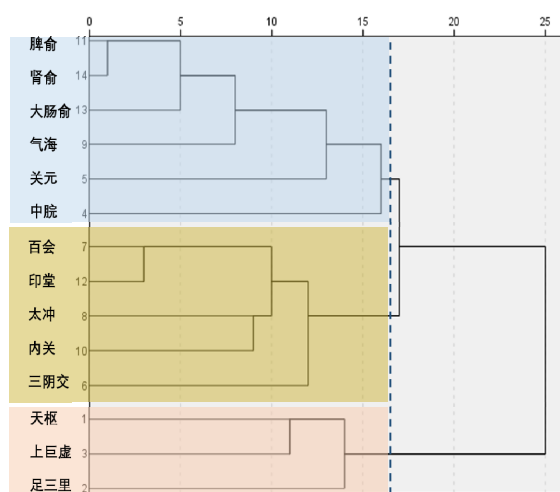 0 5 10 15 20 25
脾俞 11
肾俞 14
大肠俞 13
气海 9
关元 5
中脘 4
百会 7
印堂 12
太冲 8
内关 10
三阴交 6
天枢 1
上巨虚 3
足三里 2